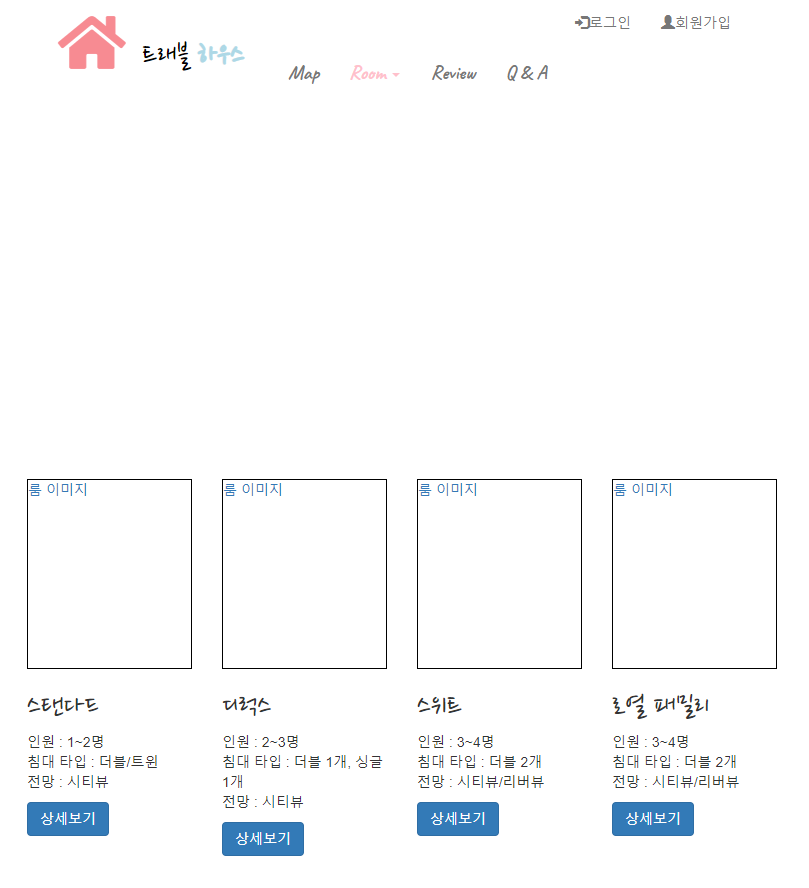 로그인 회원가입
트래블 하우스
Map Room Review Q & A
룸 이미지 룸 이미지 룸 이미지 룸 이미지
스탠다드
인원 : 1~2명
침대 타입 : 더블/트윈
전망 : 시티뷰
상세보기
디럭스
인원 : 2~3명
침대 타입 : 더블 1개, 싱글
1개
전망 : 시티뷰
상세보기
스위트
인원 : 3~4명
침대 타입 : 더블 2개
전망 : 시티뷰/리버뷰
상세보기
로열 패밀리
인원 : 3~4명
침대 타입 : 더블 2개
전망 : 시티뷰/리버뷰
상세보기